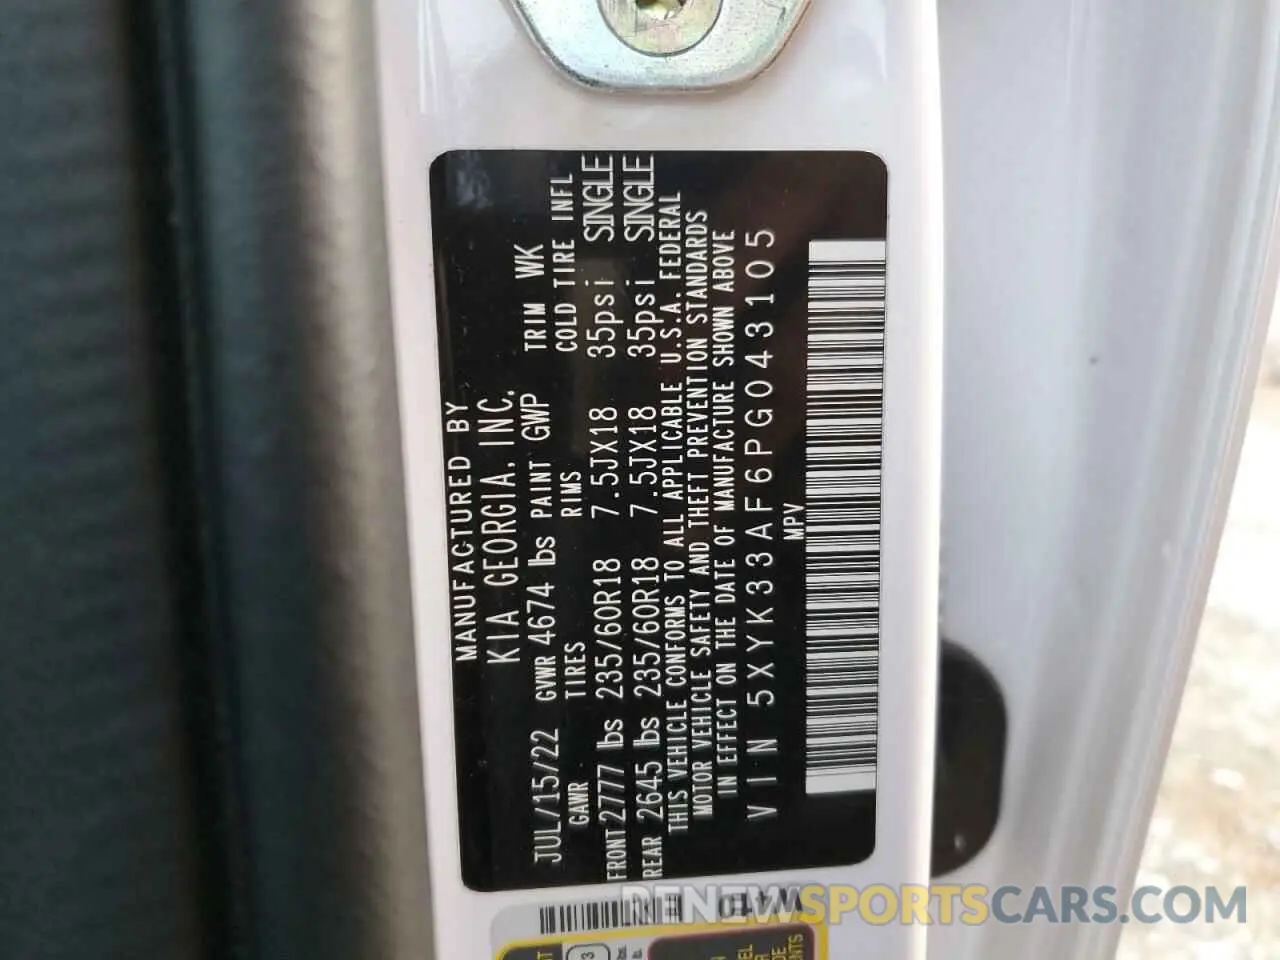 MANUFACTURED BY
KIA GEORGIA, INC.
JUL/15/22 GVWR 4674 lbs PAINT GWP TRIM WK
GAWR TIRES RIMS COLD TIRE INFL
FRONT 2777 lbs 235/60R18 7.5JX18 35psi SINGLE
REAR 2645 lbs 235/60R18 7.5JX18 35psi SINGLE
THIS VEHICLE CONFORMS TO ALL APPLICABLE U.S.A. FEDERAL
MOTOR VEHICLE SAFETY AND THEFT PREVENTION STANDARDS
IN EFFECT ON THE DATE OF MANUFACTURE SHOWN ABOVE
VIN 5XYK33AF6PG043105
MPV
RENEWSPORTSCARS.COM